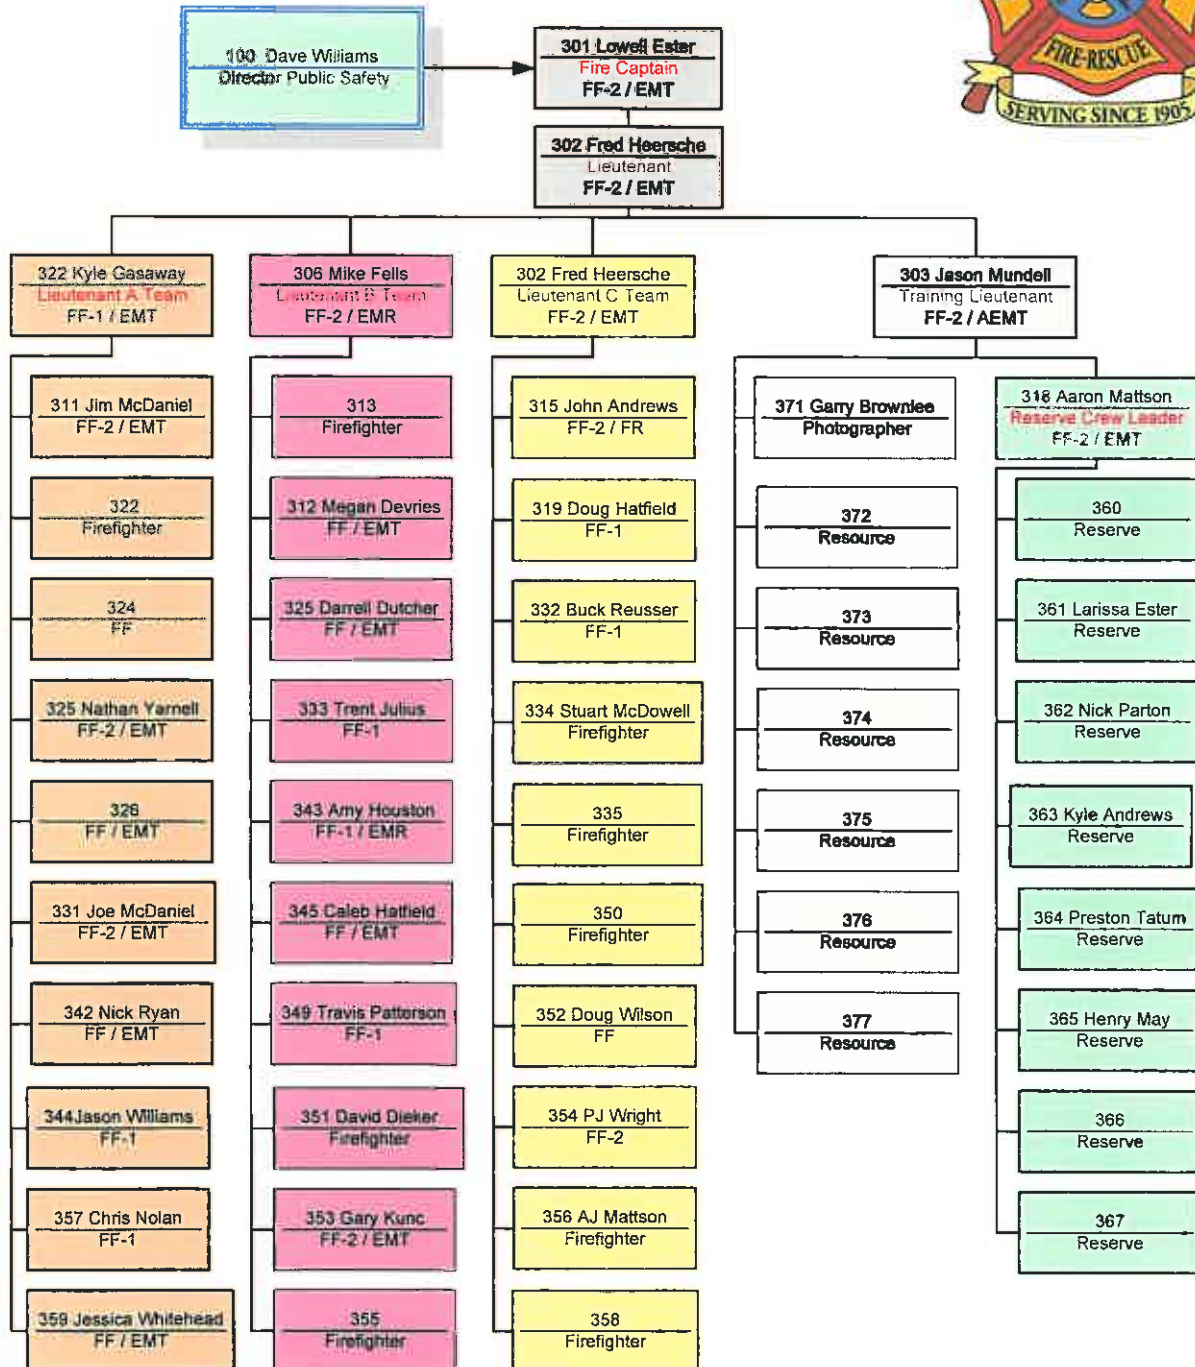 100 Dave Williams
Director Public Safety
301 Lowell Ester
Fire Captain
FF-2 / EMT
302 Fred Heersche
Lieutenant
FF-2 / EMT
FIRE-RESCUE
SERVING SINCE 1905
322 Kyle Gasaway
Lieutenant A Team
FF-1 / EMT
311 Jim McDaniel
FF-2 / EMT
322
Firefighter
324
FF
325 Nathan Yarnell
FF-2 / EMT
326
FF / EMT
331 Joe McDaniel
FF-2 / EMT
342 Nick Ryan
FF / EMT
344Jason Williams
FF-1
357 Chris Nolan
FF-1
359 Jessica Whitehead
FF / EMT
306 Mike Fells
Lieutenant B Team
FF-2 / EMR
313
Firefighter
312 Megan Devries
FF / EMT
325 Darrell Dutcher
FF / EMT
333 Trent Julius
FF-1
343 Amy Houston
FF-1 / EMR
345 Caleb Hatfield
FF / EMT
349 Travis Patterson
FF-1
351 David Dieker
Firefighter
353 Gary Kunc
FF-2 / EMT
355
Firefighter
302 Fred Heersche
Lieutenant C Team
FF-2 / EMT
315 John Andrews
FF-2 / FR
319 Doug Hatfield
FF-1
332 Buck Reusser
FF-1
334 Stuart McDowell
Firefighter
335
Firefighter
350
Firefighter
352 Doug Wilson
FF
354 PJ Wright
FF-2
356 AJ Mattson
Firefighter
358
Firefighter
303 Jason Mundell
Training Lieutenant
FF-2 / AEMT
371 Garry Brownlee
Photographer
372
Resource
373
Resource
374
Resource
375
Resource
376
Resource
377
Resource
318 Aaron Mattson
Reserve Crew Leader
FF-2 / EMT
360
Reserve
361 Larissa Ester
Reserve
362 Nick Parton
Reserve
363 Kyle Andrews
Reserve
364 Preston Tatum
Reserve
365 Henry May
Reserve
366
Reserve
367
Reserve